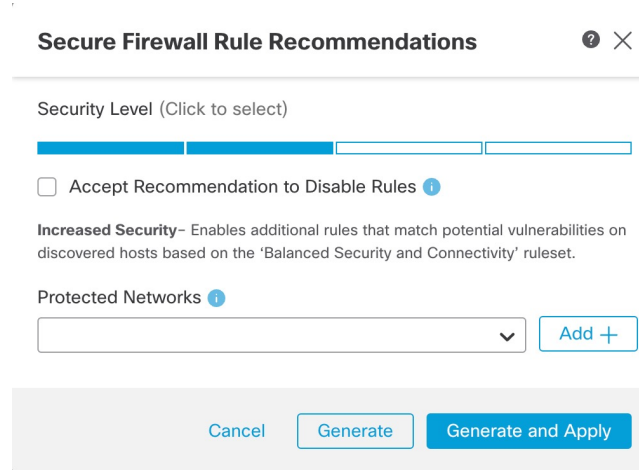 Secure Firewall Rule Recommendations ?
Security Level (Click to select)
Accept Recommendation to Disable Rules i
Increased Security– Enables additional rules that match potential vulnerabilities on
discovered hosts based on the ‘Balanced Security and Connectivity’ ruleset.
Protected Networks i
Add +
Cancel Generate Generate and Apply